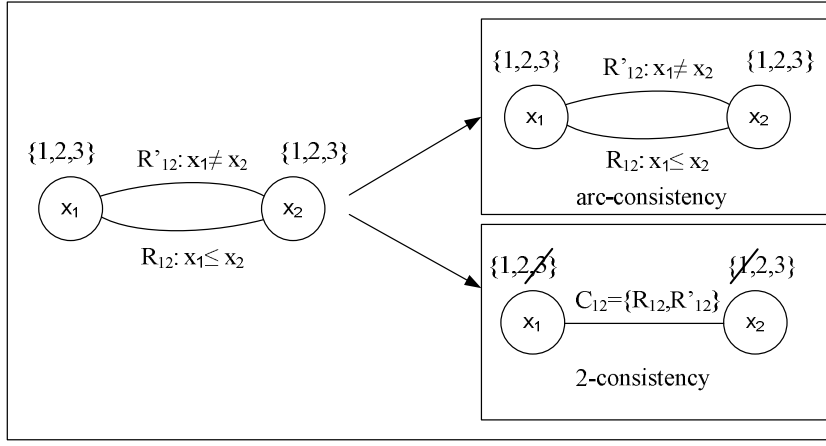 {1,2,3} {1,2,3}
R'₁₂: x₁≠ x₂
x₁ x₂
R₁₂: x₁≤ x₂
{1,2,3} {1,2,3}
R'₁₂: x₁≠ x₂
x₁ x₂
R₁₂: x₁≤ x₂
arc-consistency
{1,2,3} {1,2,3}
C₁₂={R₁₂,R'₁₂}
x₁ x₂
2-consistency